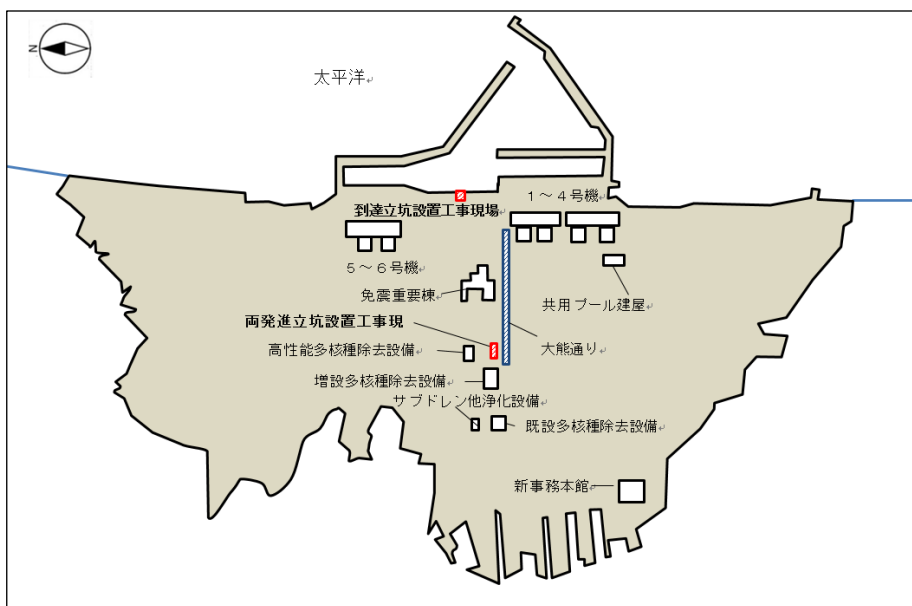 N
太平洋
１～４号機
到達立坑設置工事現場
５～６号機
共用プール建屋
免震重要棟
両発進立坑設置工事現
大熊通り
高性能多核種除去設備
増設多核種除去設備
サブドレン他浄化設備
既設多核種除去設備
新事務本館